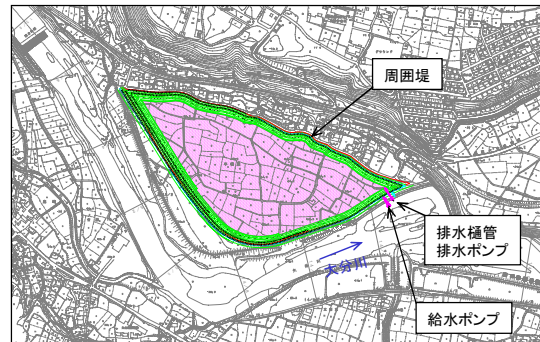 周囲堤
排水樋管
排水ポンプ
大分川
給水ポンプ